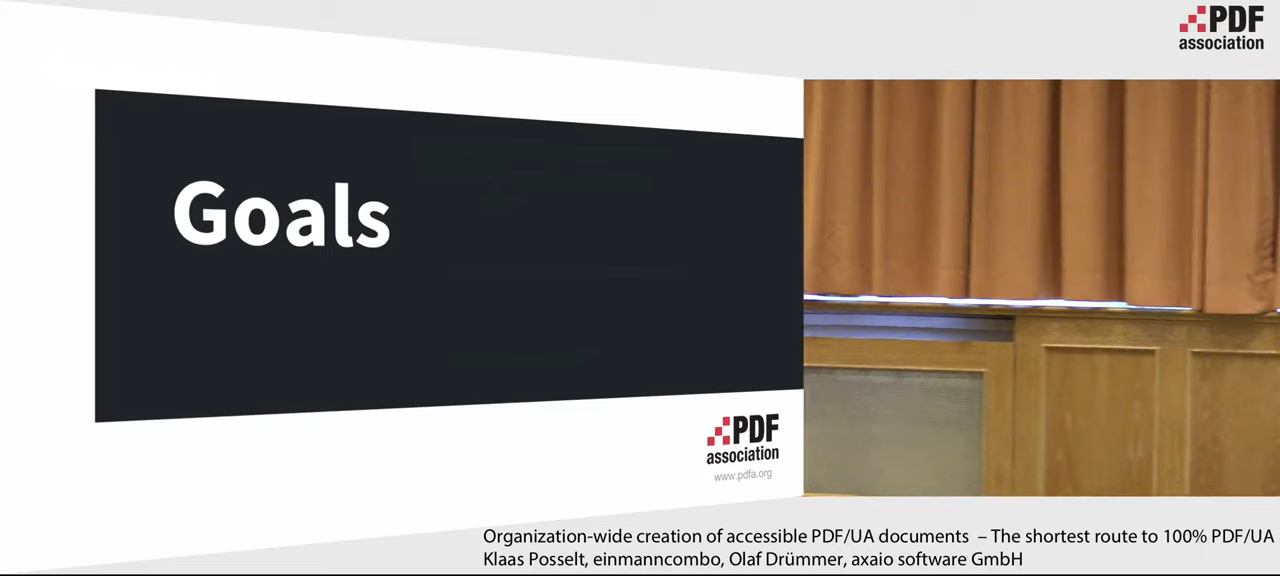 PDF
association
Goals
PDF
association
www.pdfa.org
Organization-wide creation of accessible PDF/UA documents – The shortest route to 100% PDF/UA
Klaas Posselt, einmanncombo, Olaf Drümmer, axaio software GmbH